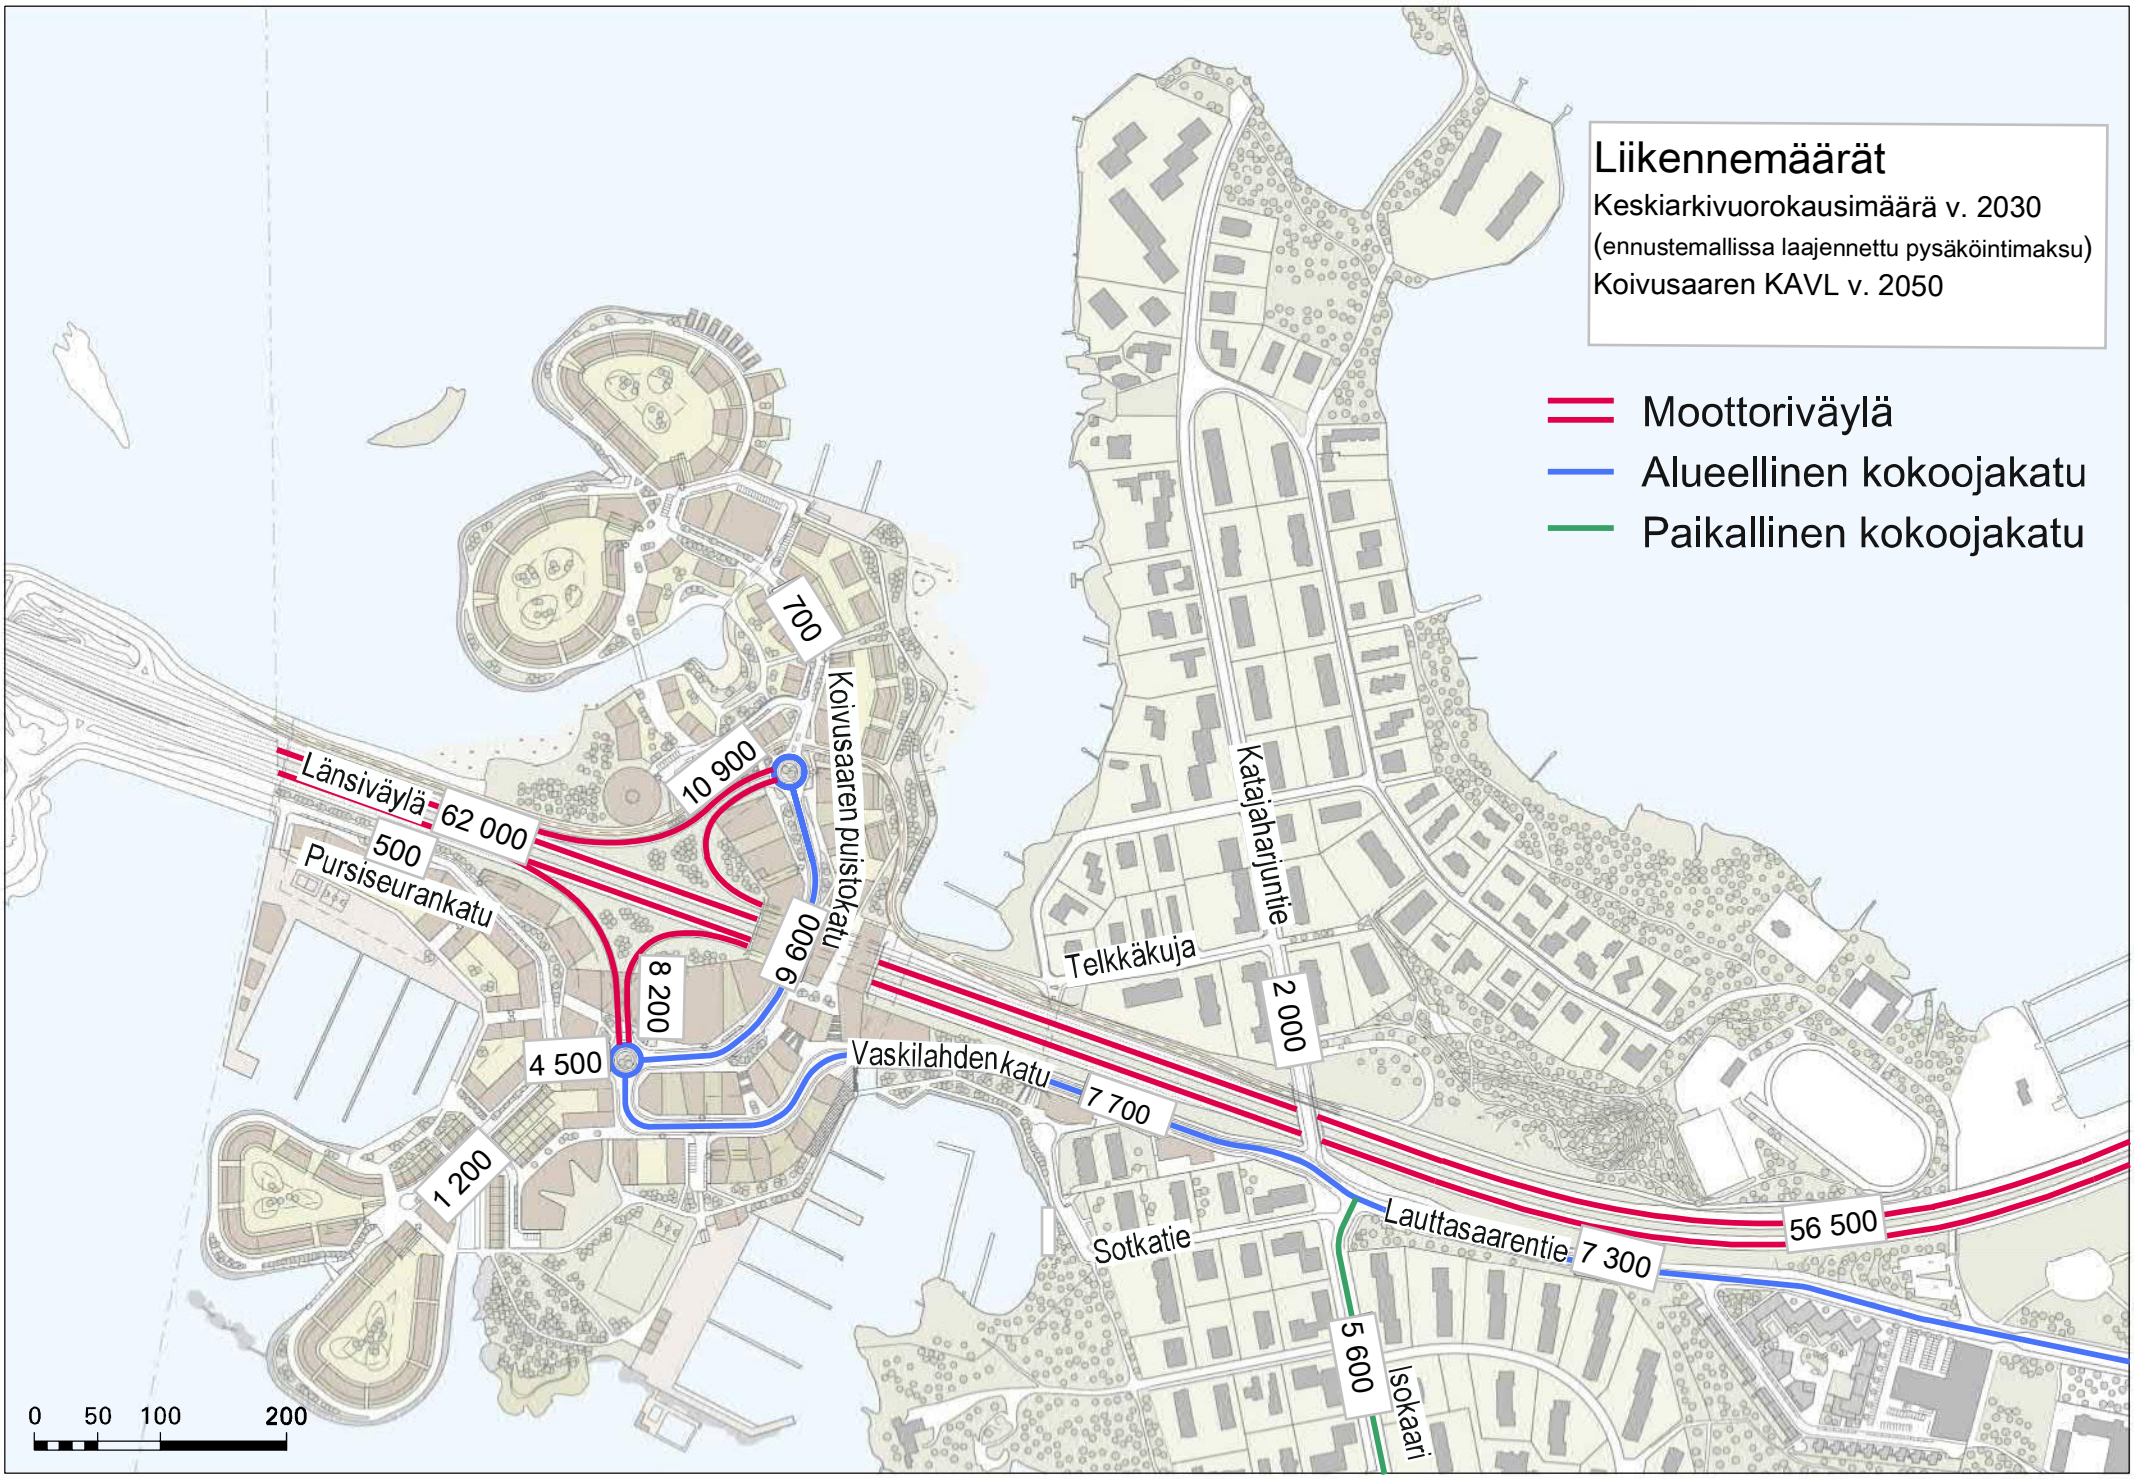 Liikennemäärät
Keskiarkivuorokausimäärä v. 2030
(ennustemallissa laajennettu pysäköintimaksu)
Koivusaaren KAVL v. 2050
Moottoriväylä
Alueellinen kokoojakatu
Paikallinen kokoojakatu
700
Koivusaaren puistokatu
10 900
Länsiväylä
62 000
500
Pursiseurankatu
9 600
8 200
4 500
Vaskilahdenkatu
7 700
1 200
Katajaharjuntie
Telkkäkuja
2 000
Sotkatie
Lauttasaarentie
7 300
56 500
5 600
Isokaari
0 50 100 200